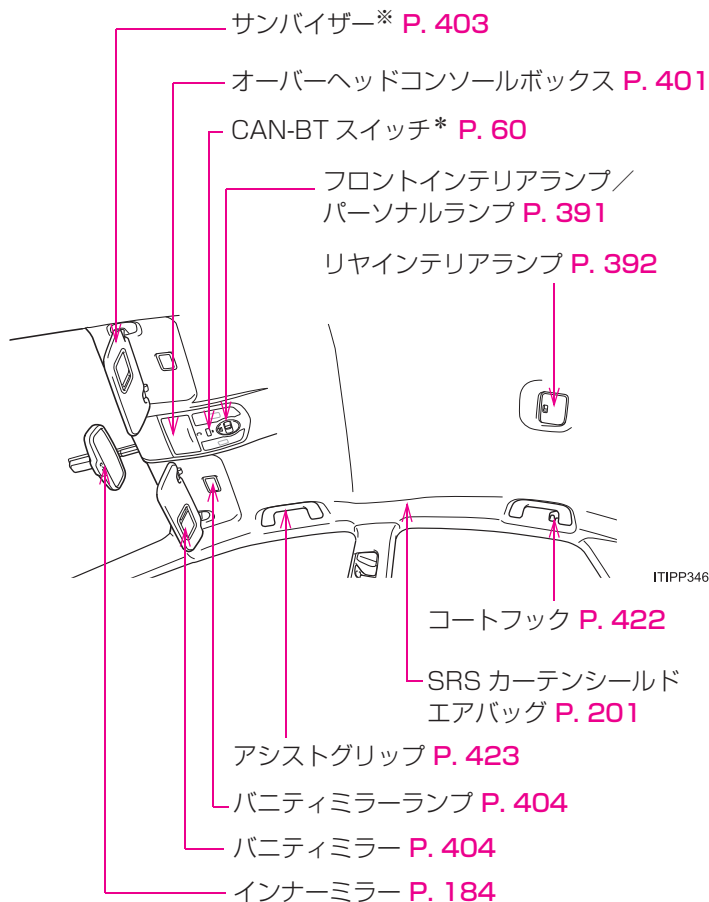 サンバイザー※ P. 403
オーバーヘッドコンソールボックス P. 401
CAN-BT スイッチ* P. 60
フロントインテリアランプ／
パーソナルランプ P. 391
リヤインテリアランプ P. 392
ITIPP346
コートフック P. 422
SRS カーテンシールド
エアバッグ P. 201
アシストグリップ P. 423
バニティミラーランプ P. 404
バニティミラー P. 404
インナーミラー P. 184